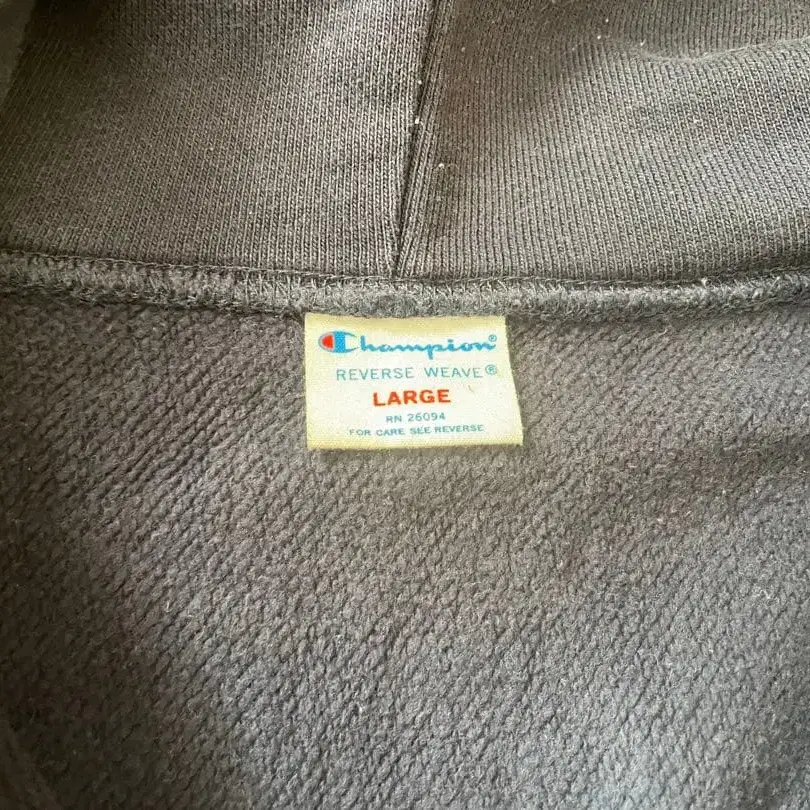 Champion®
REVERSE WEAVE®
LARGE
RN 26094
FOR CARE SEE REVERSE